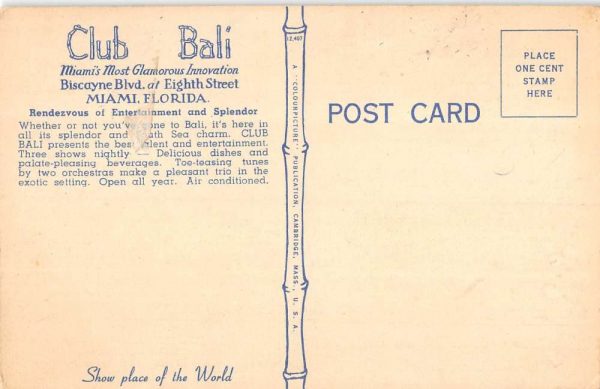 Club Bali
Miami's Most Glamorous Innovation
Biscayne Blvd. at Eighth Street
MIAMI, FLORIDA.
Rendezvous of Entertainment and Splendor
Whether or not you've gone to Bali, it's here in
all its splendor and South Sea charm. CLUB
BALI presents the best talent and entertainment.
Three shows nightly — Delicious dishes and
palate-pleasing beverages. Toe-teasing tunes
by two orchestras make a pleasant trio in the
exotic setting. Open all year. Air conditioned.
Show place of the World
12,407
A "COLOURPICTURE" PUBLICATION, CAMBRIDGE, MASS., U. S. A.
POST CARD
PLACE
ONE CENT
STAMP
HERE